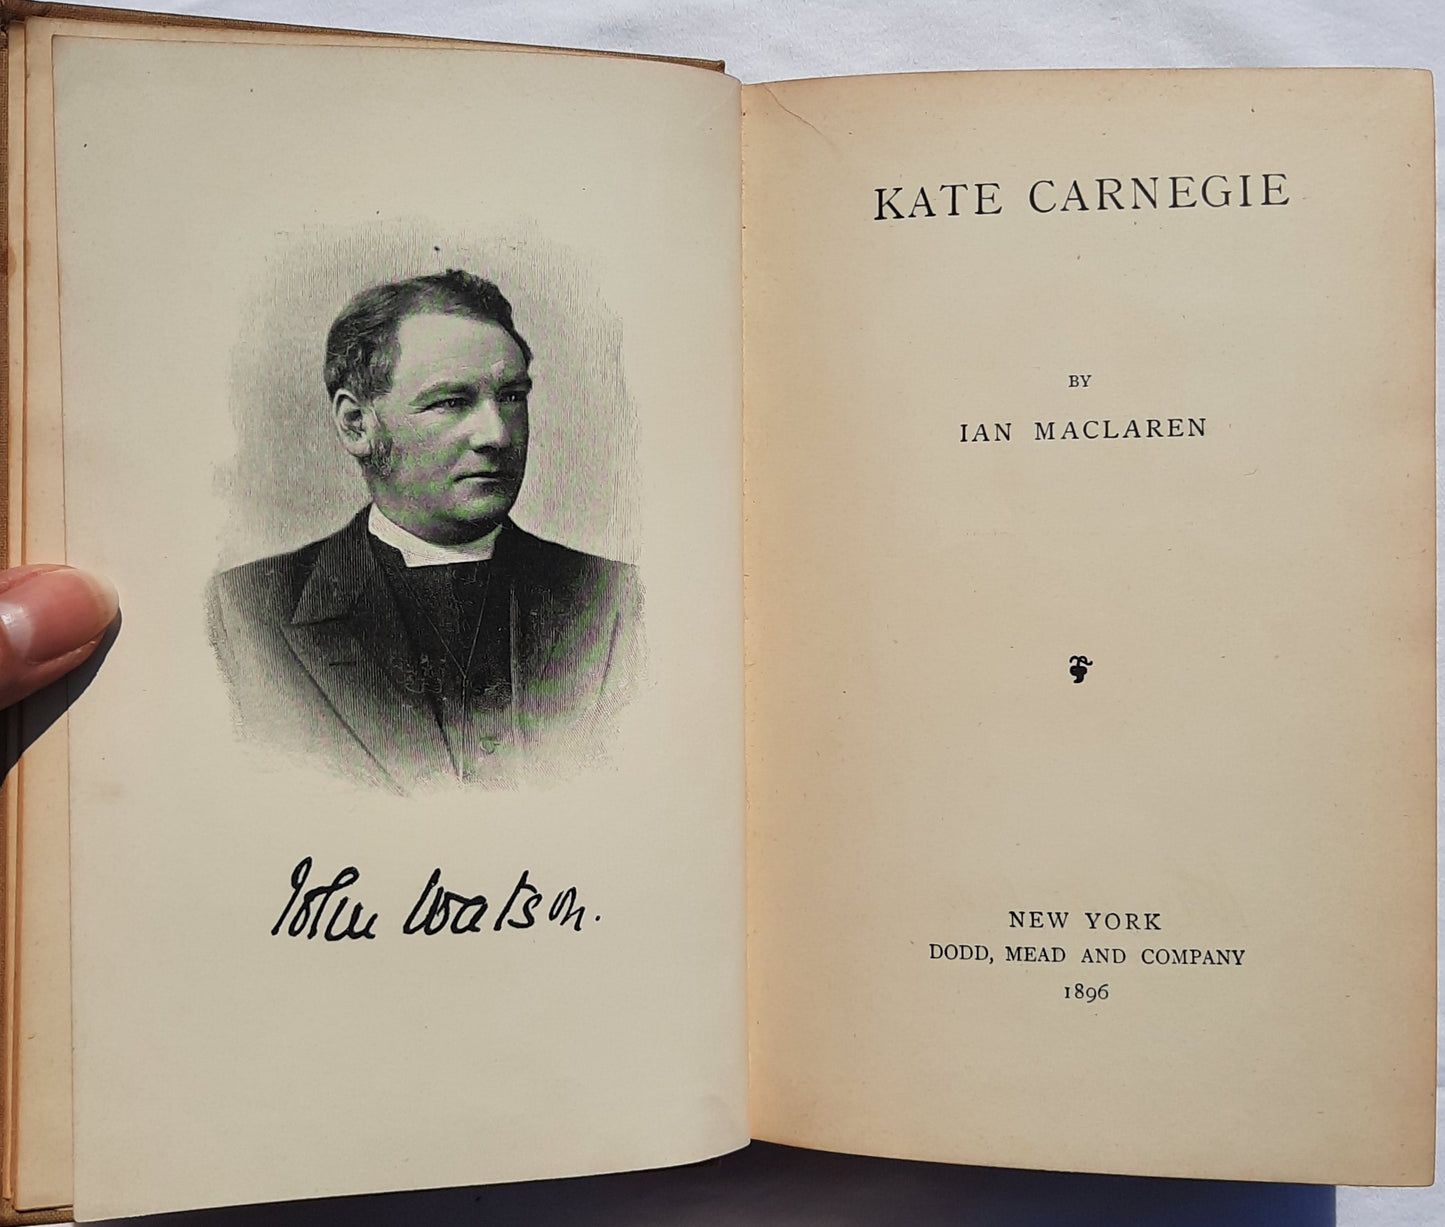 John Watson.
KATE CARNEGIE
BY
IAN MACLAREN
NEW YORK
DODD, MEAD AND COMPANY
1896